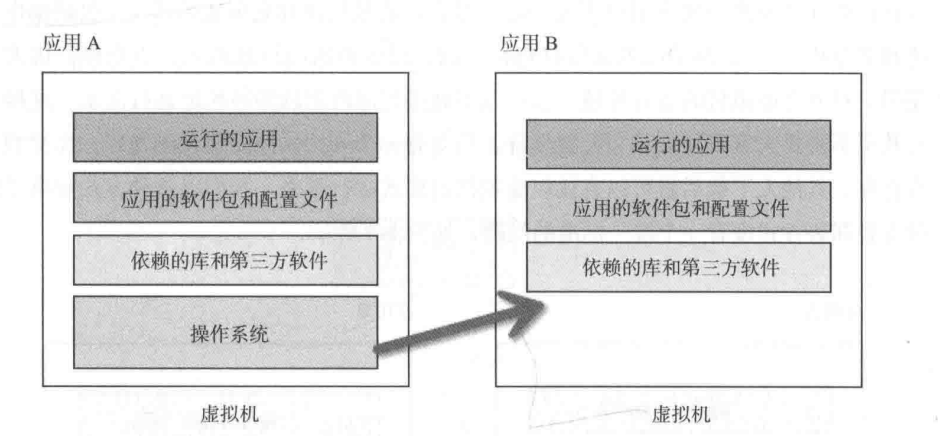 应用 A
运行的应用
应用的软件包和配置文件
依赖的库和第三方软件
操作系统
虚拟机
应用 B
运行的应用
应用的软件包和配置文件
依赖的库和第三方软件
虚拟机